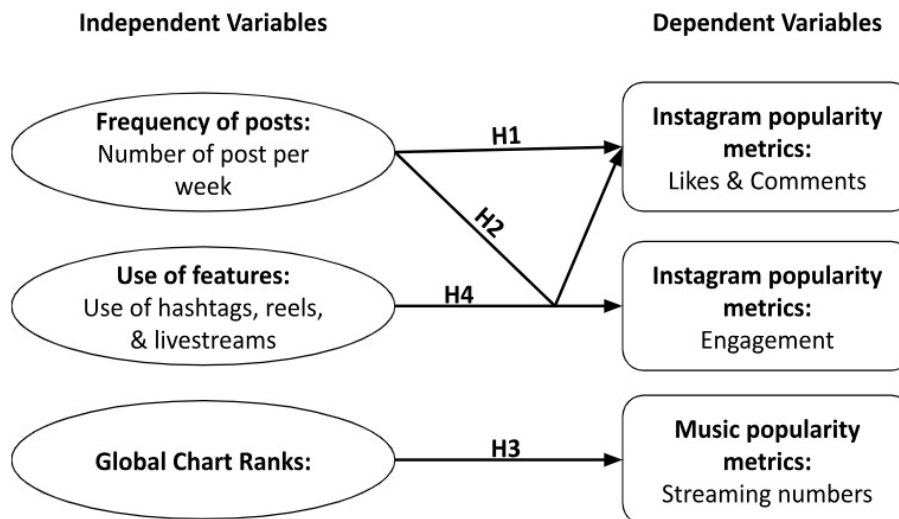 Independent Variables
Dependent Variables
Frequency of posts:
Number of post per
week
H1
Instagram popularity
metrics:
Likes & Comments
H2
Use of features:
Use of hashtags, reels,
& livestreams
H4
Instagram popularity
metrics:
Engagement
Global Chart Ranks:
H3
Music popularity
metrics:
Streaming numbers